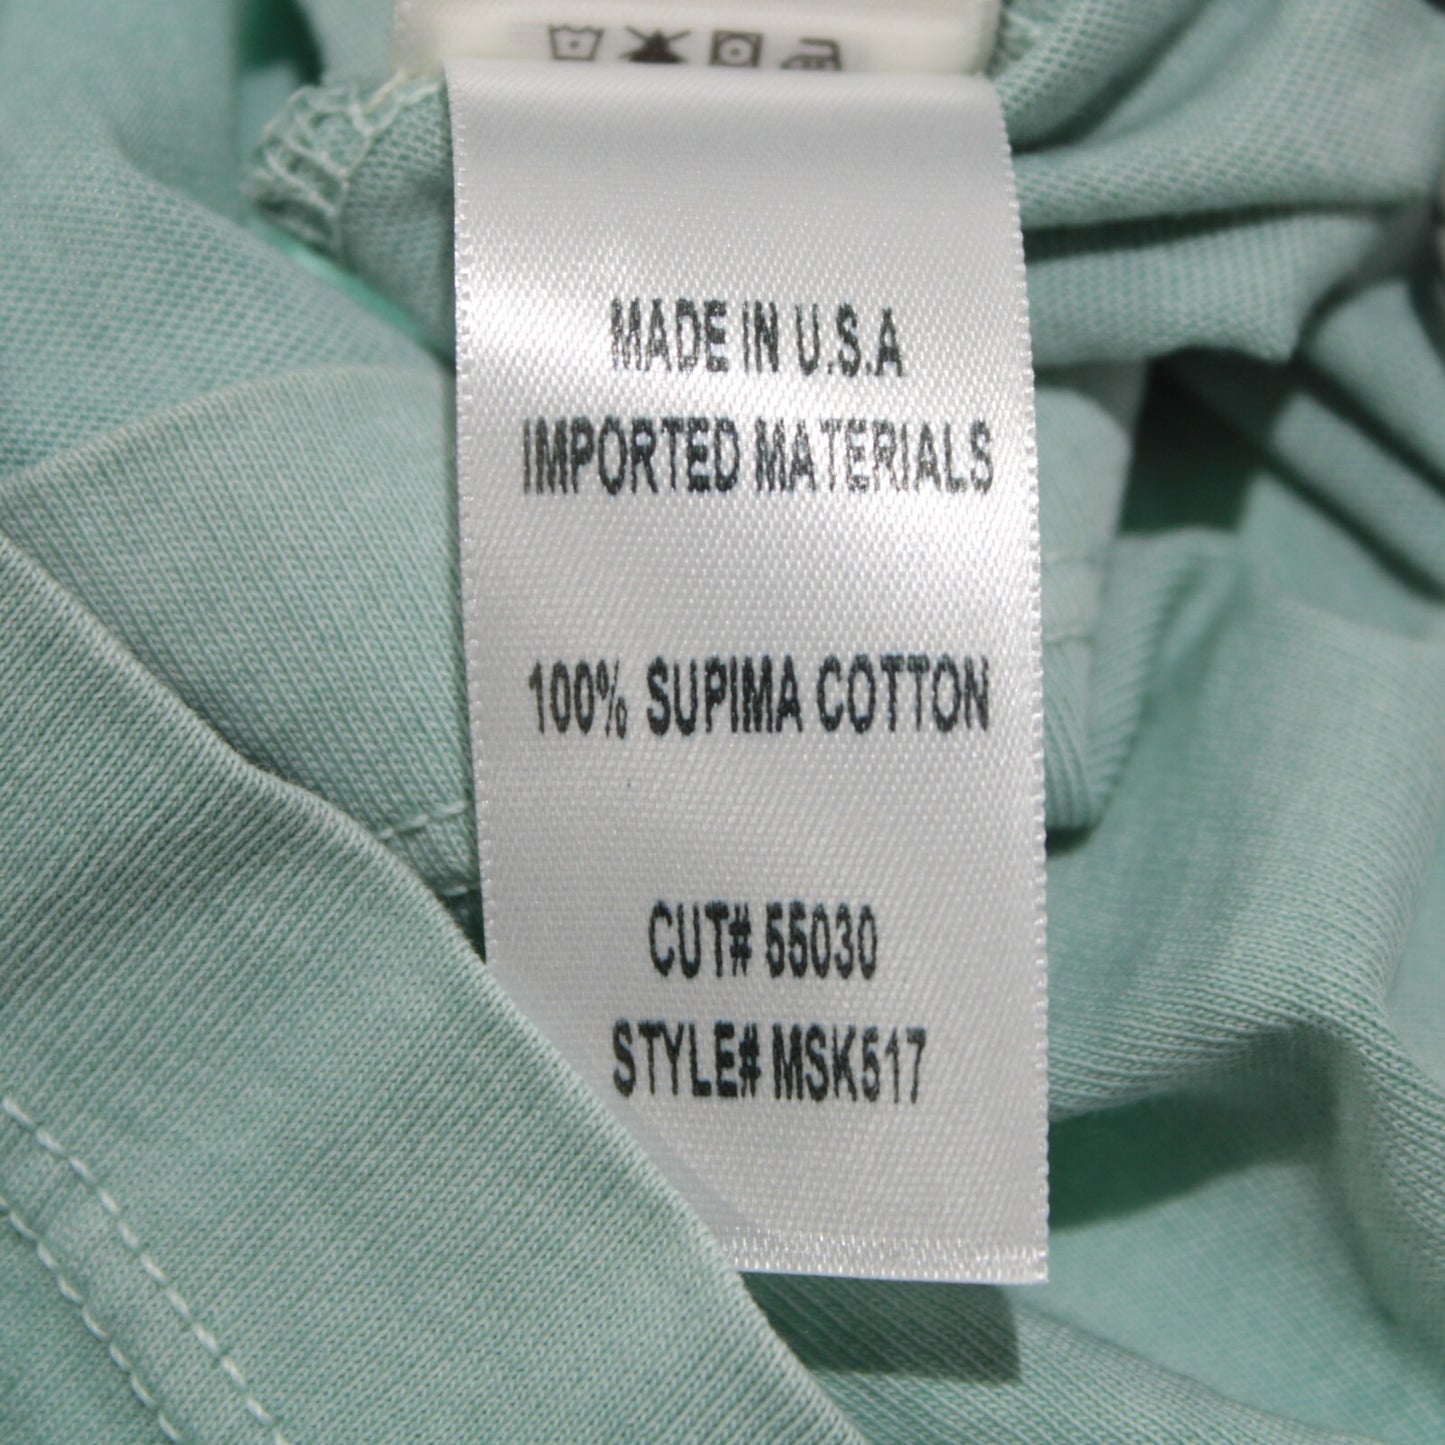 MADE IN U.S.A
IMPORTED MATERIALS
100% SUPIMA COTTON
CUT# 55030
STYLE# MSK517